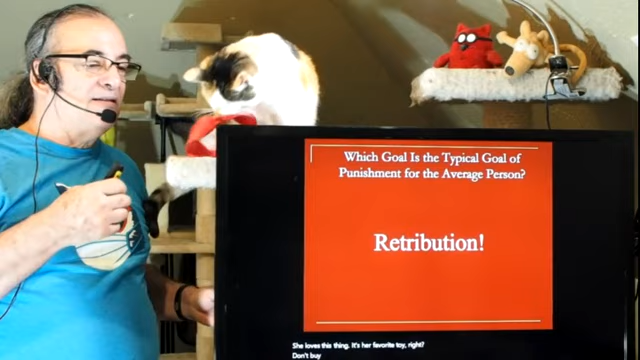 Which Goal Is the Typical Goal of
Punishment for the Average Person?
Retribution!
She loves this thing. It's her favorite toy, right?
Don't buy